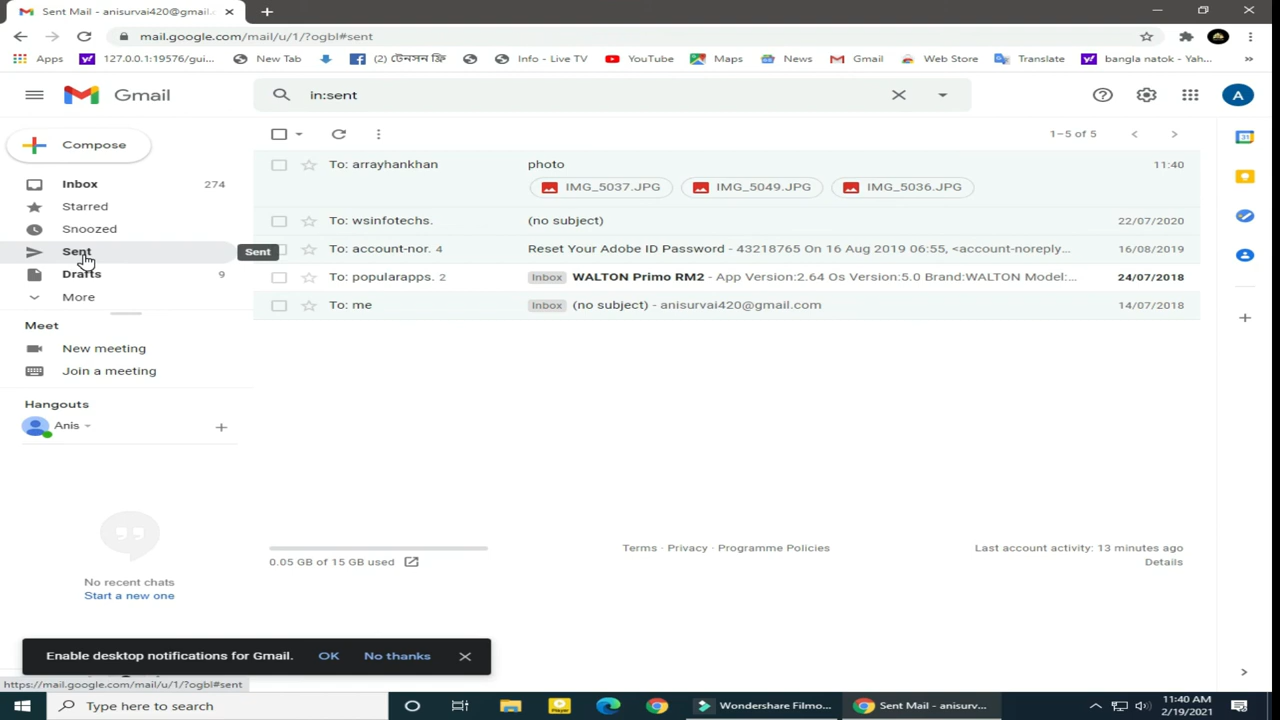 Sent Mail - anisurvai420@gmail.
mail.google.com/mail/u/1/?ogbl#sent
Apps 127.0.0.1:19576/gui... New Tab (2) টেনসন ফ্রি Info - Live TV YouTube Maps News Gmail Web Store Translate bangla natok - Yah... »
Gmail
in:sent
A
Compose
1–5 of 5
Inbox 274
Starred
Snoozed
Sent
Sent
Drafts 9
More
To: arrayhankhan photo 11:40
IMG_5037.JPG IMG_5049.JPG IMG_5036.JPG
To: wsinfotechs. (no subject) 22/07/2020
To: account-nor. 4 Reset Your Adobe ID Password - 43218765 On 16 Aug 2019 06:55, <account-noreply... 16/08/2019
To: popularapps. 2 Inbox WALTON Primo RM2 - App Version:2.64 Os Version:5.0 Brand:WALTON Model:... 24/07/2018
To: me Inbox (no subject) - anisurvai420@gmail.com 14/07/2018
Meet
New meeting
Join a meeting
Hangouts
Anis
No recent chats
Start a new one
0.05 GB of 15 GB used
Terms · Privacy · Programme Policies
Last account activity: 13 minutes ago
Details
Enable desktop notifications for Gmail. OK No thanks
https://mail.google.com/mail/u/1/?ogbl#sent
Type here to search
Wondershare Filmo...
Sent Mail - anisurv...
11:40 AM
2/19/2021